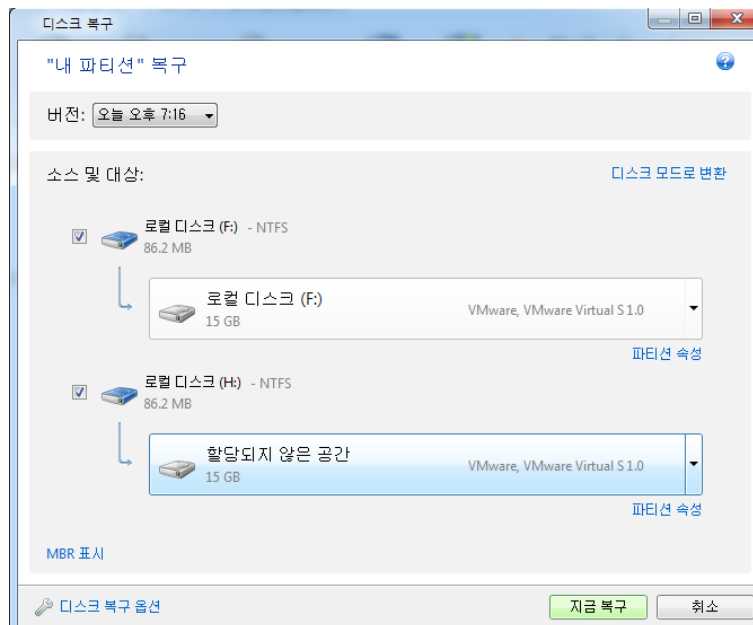 디스크 복구
"내 파티션" 복구
버전: 오늘 오후 7:16
소스 및 대상:
디스크 모드로 변환
로컬 디스크 (F:) - NTFS
86.2 MB
로컬 디스크 (F:)
15 GB
VMware, VMware Virtual S 1.0
파티션 속성
로컬 디스크 (H:) - NTFS
86.2 MB
할당되지 않은 공간
15 GB
VMware, VMware Virtual S 1.0
파티션 속성
MBR 표시
디스크 복구 옵션
지금 복구
취소